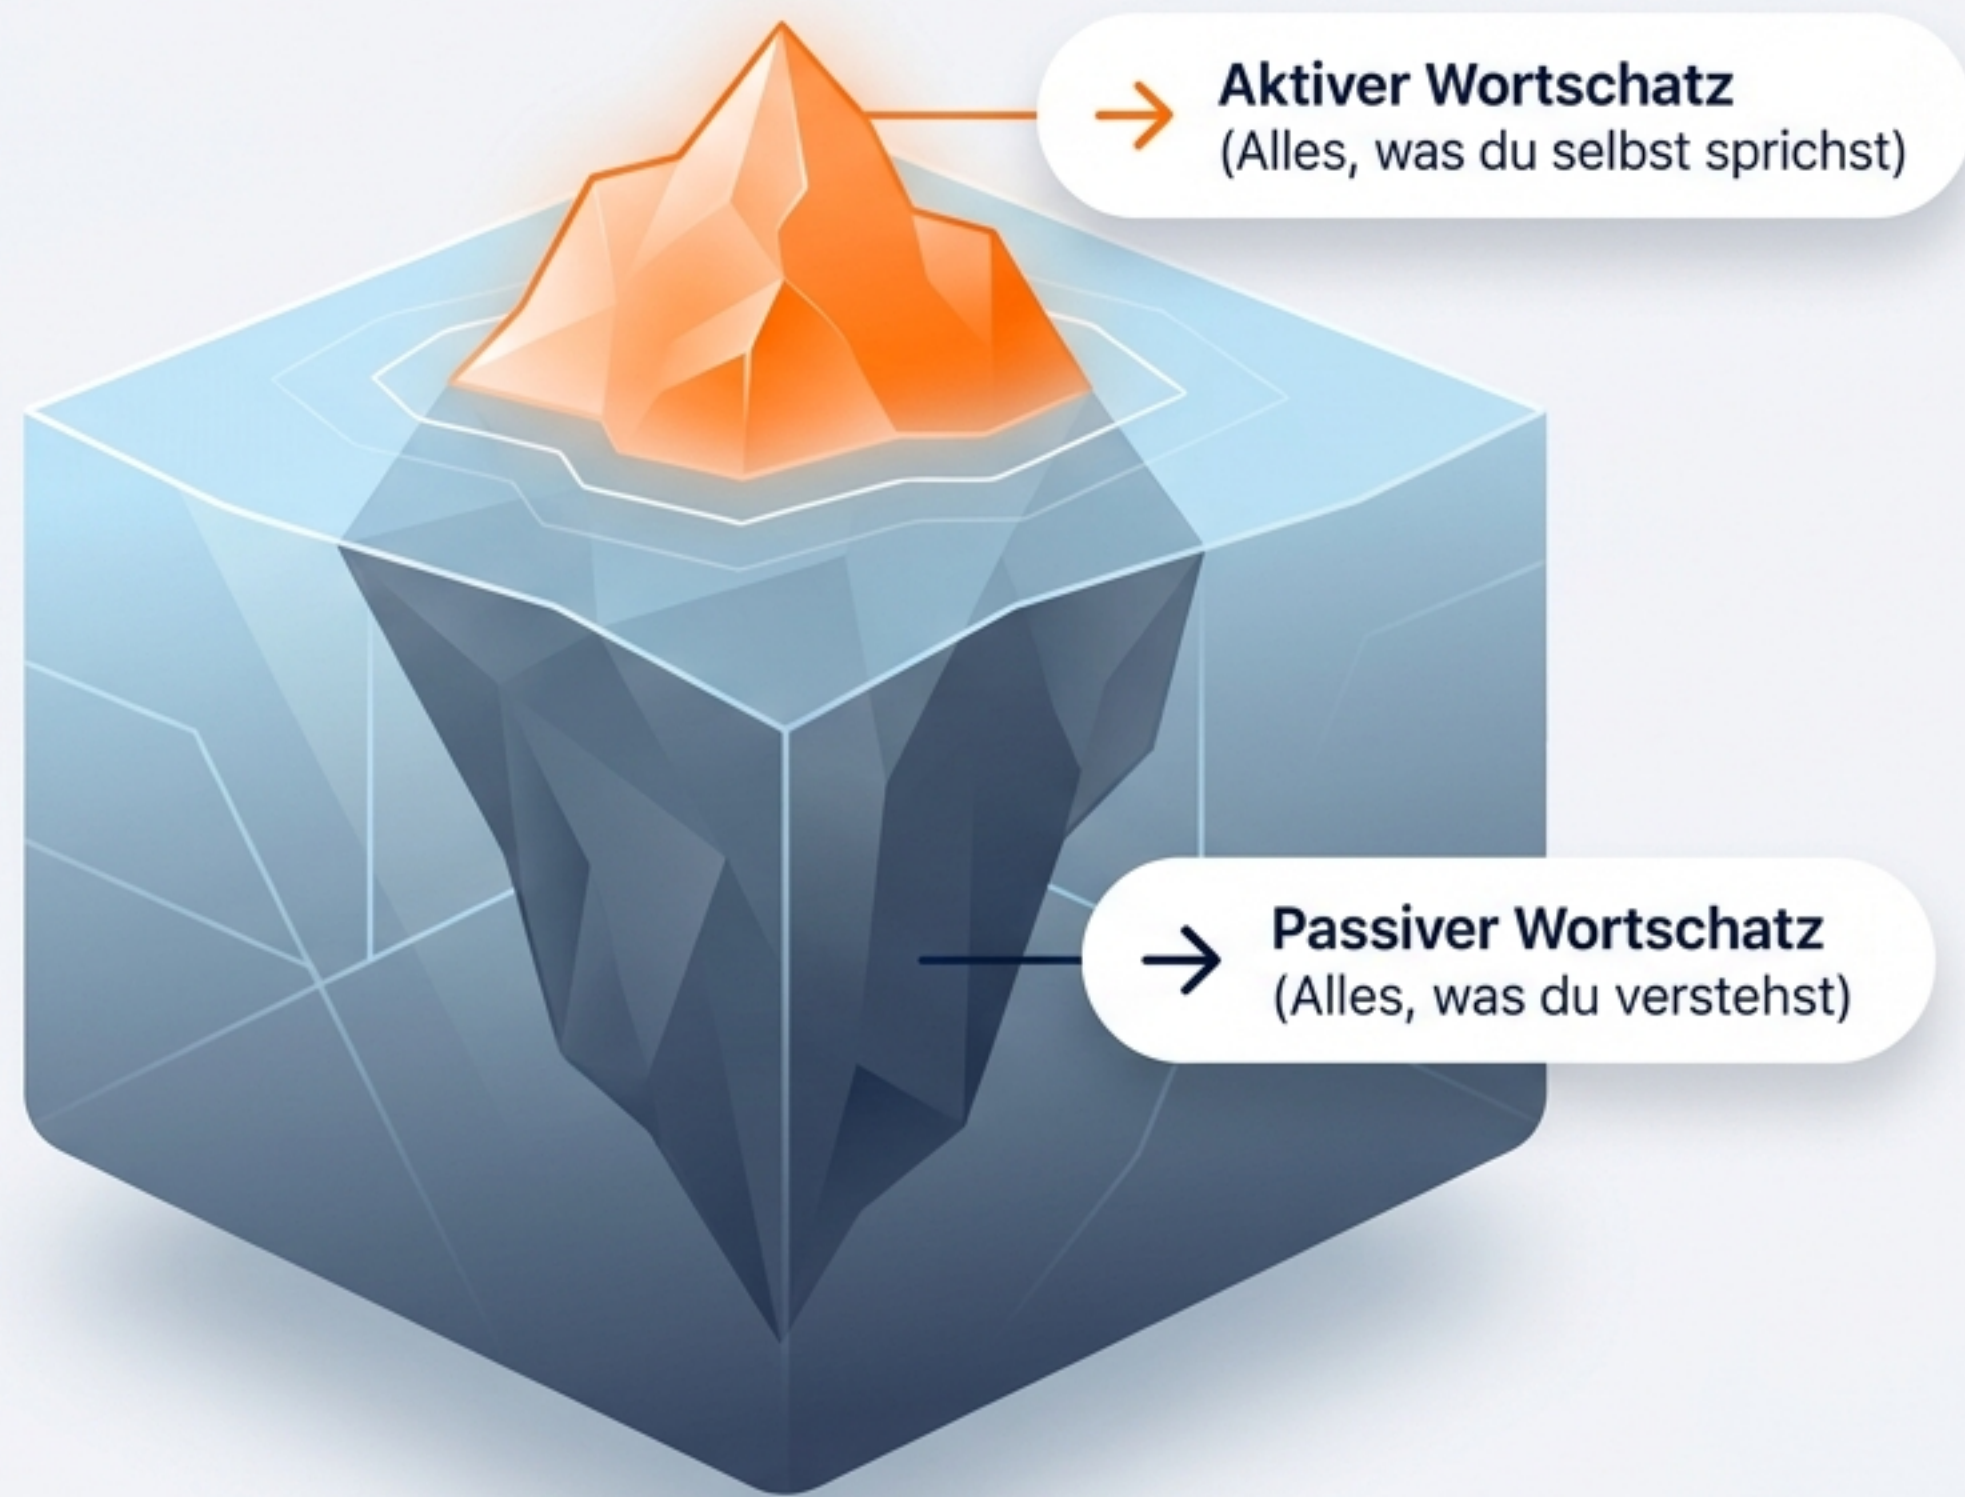 Aktiver Wortschatz
(Alles, was du selbst sprichst)
Passiver Wortschatz
(Alles, was du verstehst)